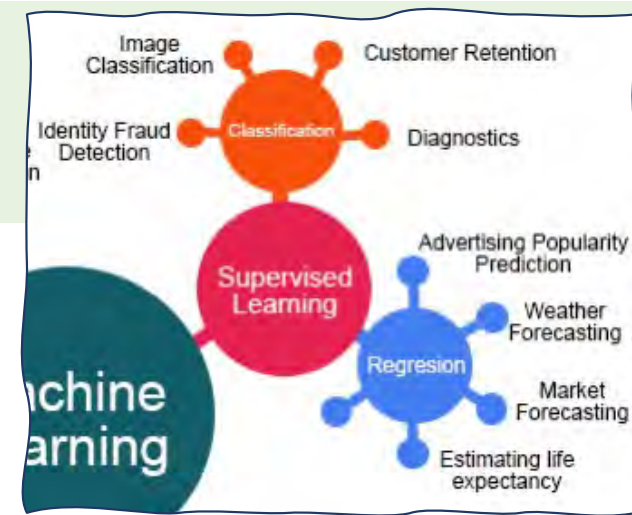 Image
Classification
Customer Retention
Identity Fraud
Detection
Classification
Diagnostics
e
n
Supervised
Learning
Advertising Popularity
Prediction
Weather
Forecasting
Regresion
Market
Forecasting
Estimating life
expectancy
achine
arning